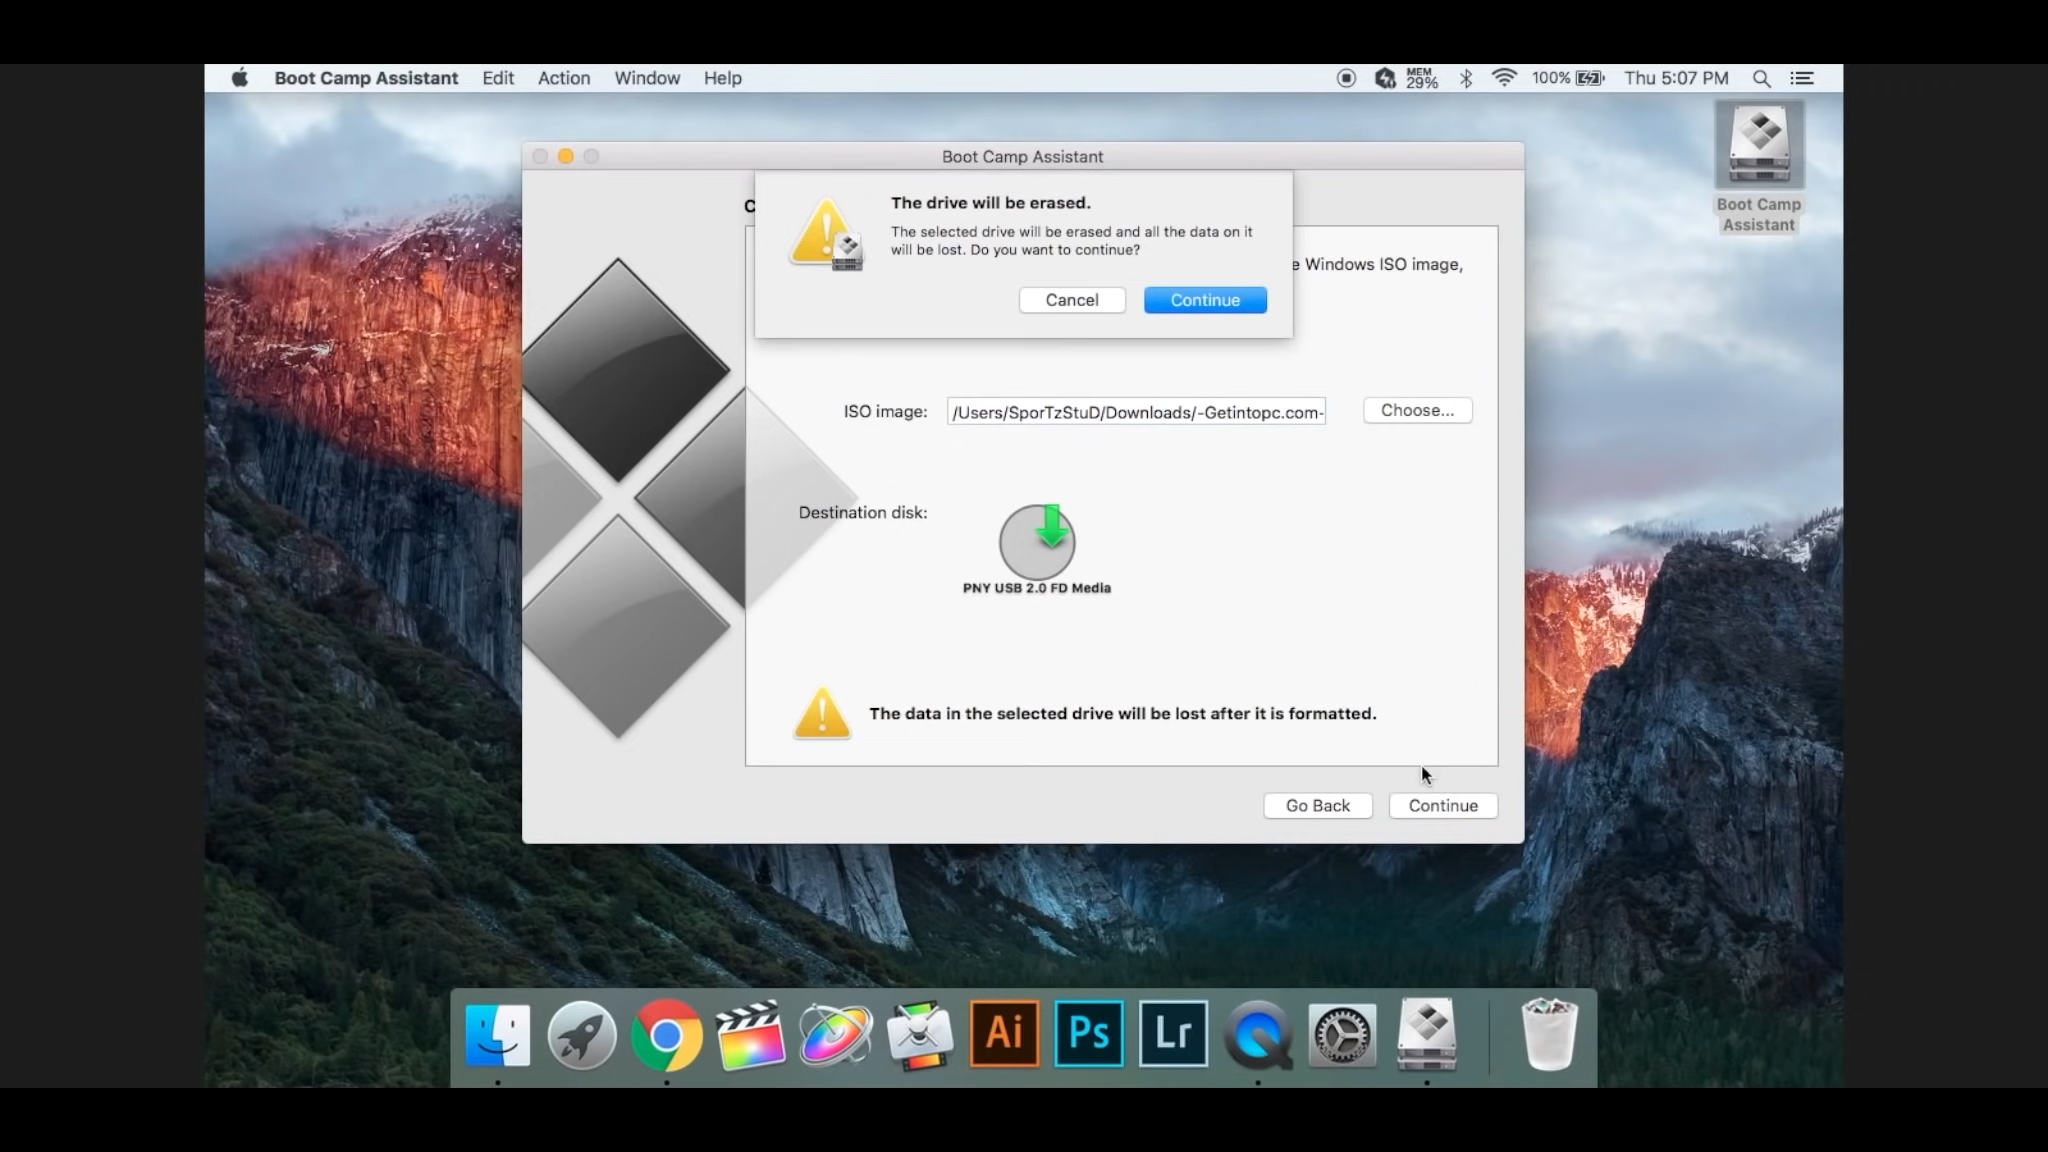 Boot Camp Assistant Edit Action Window Help MEM 29% 100% Thu 5:07 PM
Boot Camp Assistant
Boot Camp
Assistant
The drive will be erased.
The selected drive will be erased and all the data on it
will be lost. Do you want to continue?
Cancel Continue
C
e Windows ISO image,
ISO image: /Users/SporTzStuD/Downloads/-Getintopc.com- Choose...
Destination disk:
PNY USB 2.0 FD Media
The data in the selected drive will be lost after it is formatted.
Go Back Continue
Ai Ps Lr